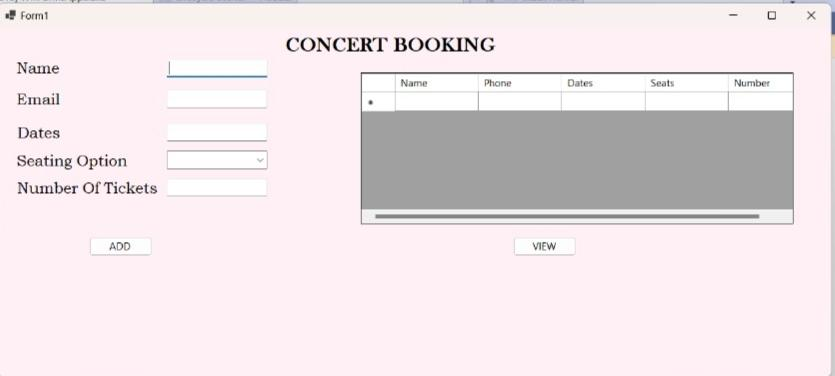 Form1
CONCERT BOOKING
Name
Email
Dates
Seating Option
Number Of Tickets
Name Phone Dates Seats Number
ADD
VIEW